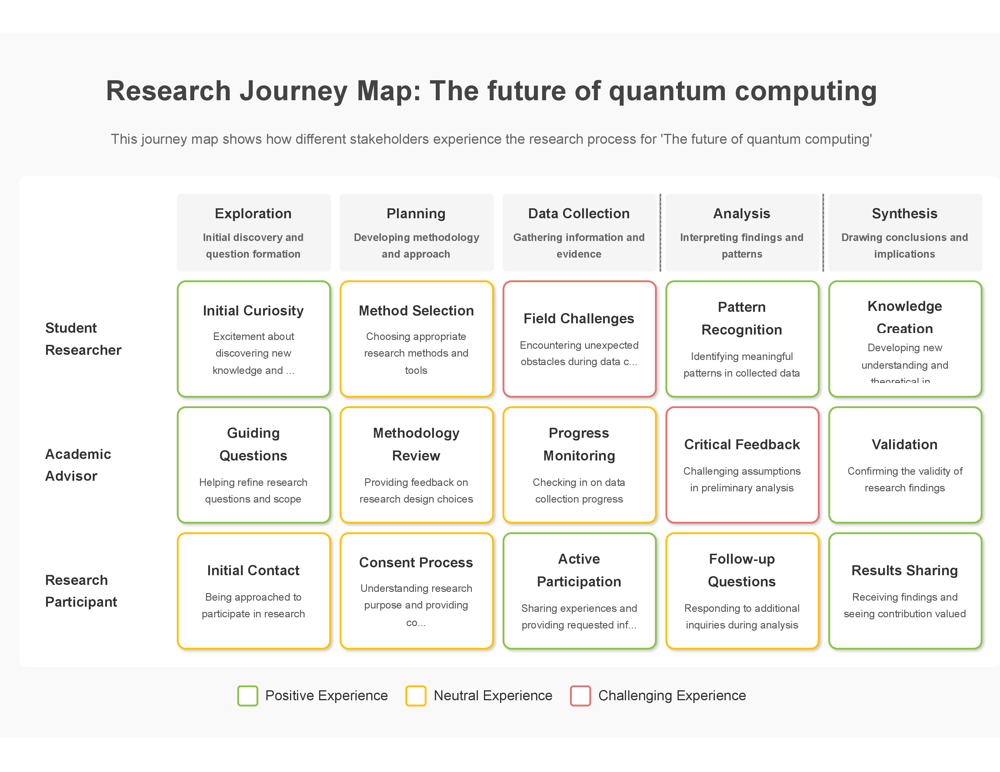 Research Journey Map: The future of quantum computing
This journey map shows how different stakeholders experience the research process for 'The future of quantum computing'
Exploration
Initial discovery and
question formation
Planning
Developing methodology
and approach
Data Collection
Gathering information and
evidence
Analysis
Interpreting findings and
patterns
Synthesis
Drawing conclusions and
implications
Student
Researcher
Initial Curiosity
Excitement about
discovering new
knowledge and ...
Method Selection
Choosing appropriate
research methods and
tools
Field Challenges
Encountering unexpected
obstacles during data c...
Pattern
Recognition
Identifying meaningful
patterns in collected data
Knowledge
Creation
Developing new
understanding and
theoretical in
Academic
Advisor
Guiding
Questions
Helping refine research
questions and scope
Methodology
Review
Providing feedback on
research design choices
Progress
Monitoring
Checking in on data
collection progress
Critical Feedback
Challenging assumptions
in preliminary analysis
Validation
Confirming the validity of
research findings
Research
Participant
Initial Contact
Being approached to
participate in research
Consent Process
Understanding research
purpose and providing
co...
Active
Participation
Sharing experiences and
providing requested inf...
Follow-up
Questions
Responding to additional
inquiries during analysis
Results Sharing
Receiving findings and
seeing contribution valued
Positive Experience
Neutral Experience
Challenging Experience